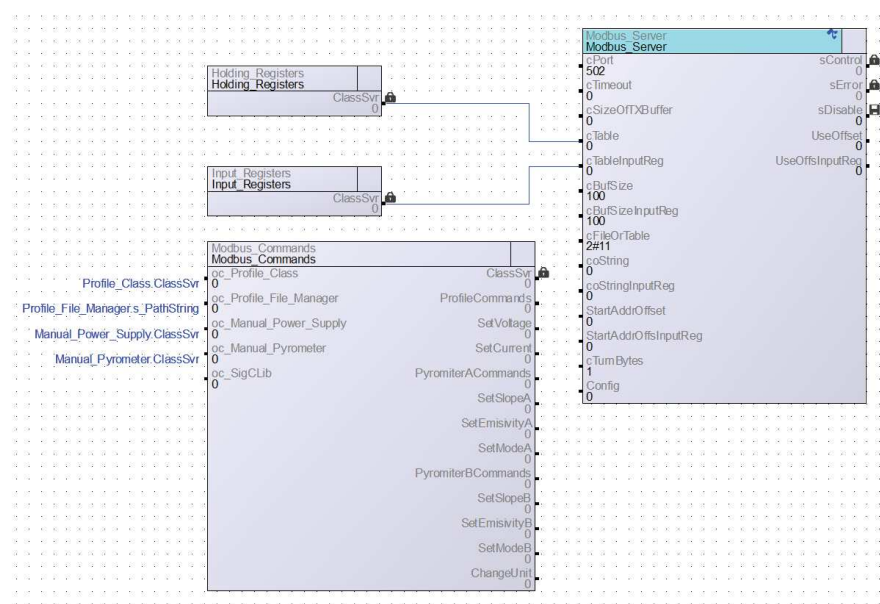 Holding_Registers
Holding_Registers
ClassSvr
0
Input_Registers
Input_Registers
ClassSvr
0
Modbus_Commands
Modbus_Commands
Profile_Class.ClassSvr
oc_Profile_Class
0
ClassSvr
0
Profile_File_Manager.s_PathString
oc_Profile_File_Manager
0
ProfileCommands
0
Manual_Power_Supply.ClassSvr
oc_Manual_Power_Supply
0
SetVoltage
0
Manual_Pyrometer.ClassSvr
oc_Manual_Pyrometer
0
SetCurrent
0
oc_SigCLib
0
PyromiterACommands
0
SetSlopeA
0
SetEmisivityA
0
SetModeA
0
PyromiterBCommands
0
SetSlopeB
0
SetEmisivityB
0
SetModeB
0
ChangeUnit
0
Modbus_Server
Modbus_Server
cPort
502
sControl
0
cTimeout
0
sError
0
cSizeOfTXBuffer
0
sDisable
0
cTable
0
UseOffset
0
cTableInputReg
0
UseOffsInputReg
0
cBufSize
100
cBufSizeInputReg
100
cFileOrTable
2#11
coString
0
coStringInputReg
0
StartAddrOffset
0
StartAddrOffsInputReg
0
cTurnBytes
1
Config
0